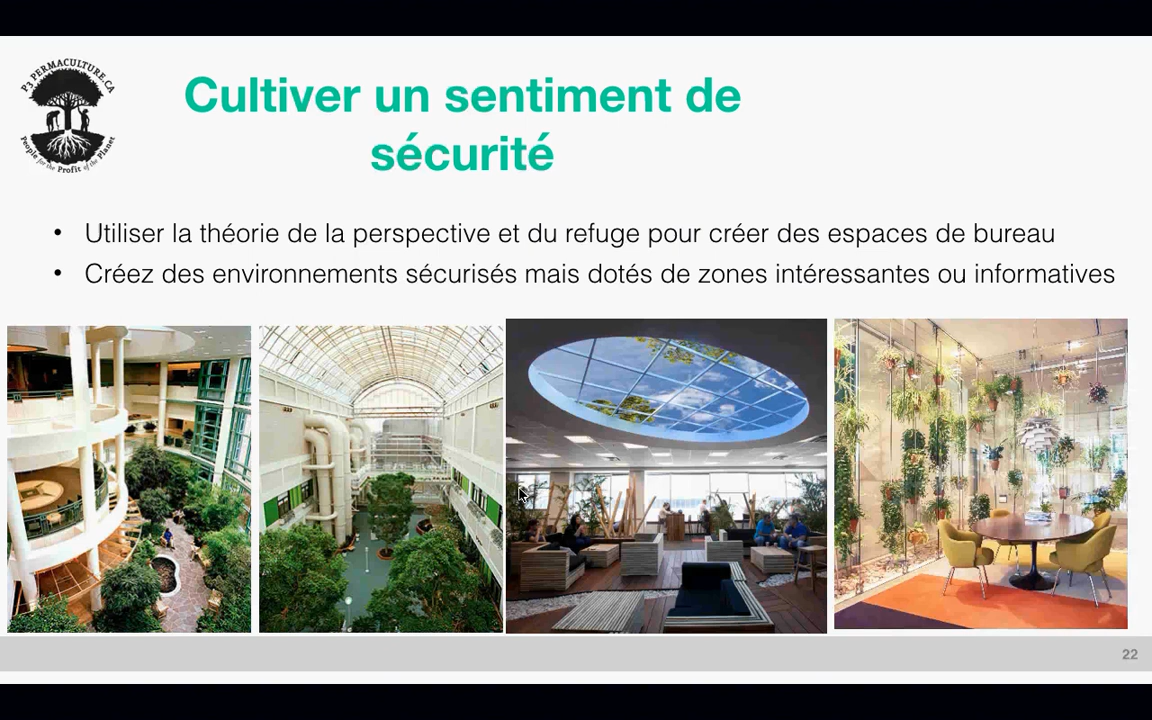 P3 PERMACULTURE.CA
People for the Profit of the Planet
Cultiver un sentiment de
sécurité
• Utiliser la théorie de la perspective et du refuge pour créer des espaces de bureau
• Créez des environnements sécurisés mais dotés de zones intéressantes ou informatives
22